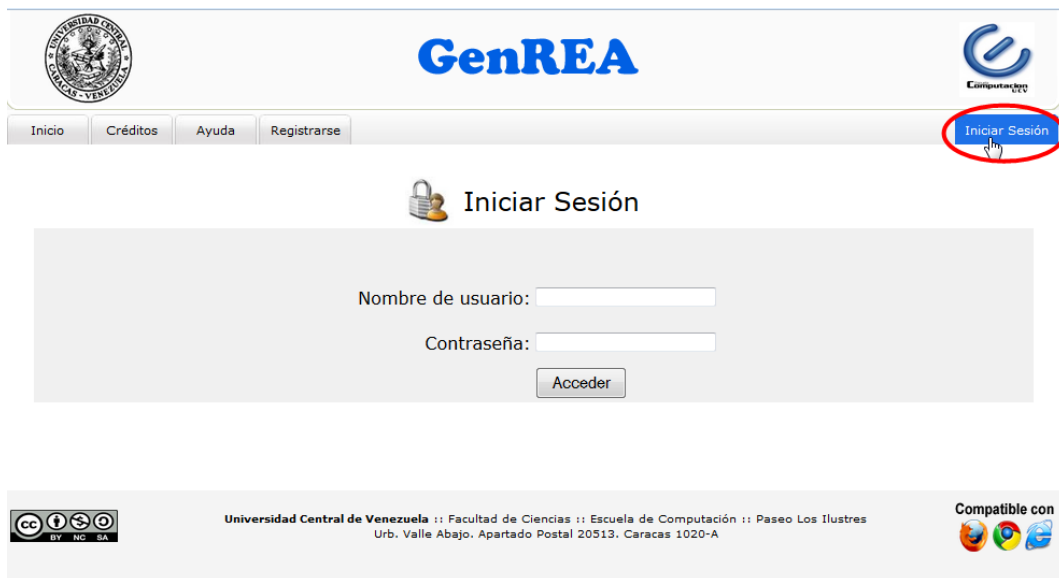 UNIVERSIDAD CENTRAL
CARACAS - VENEZUELA
GenREA
Computacion
UCV
Inicio
Créditos
Ayuda
Registrarse
Iniciar Sesión
Iniciar Sesión
Nombre de usuario:
Contraseña:
Acceder
cc
BY NC SA
Universidad Central de Venezuela :: Facultad de Ciencias :: Escuela de Computación :: Paseo Los Ilustres
Urb. Valle Abajo. Apartado Postal 20513. Caracas 1020-A
Compatible con